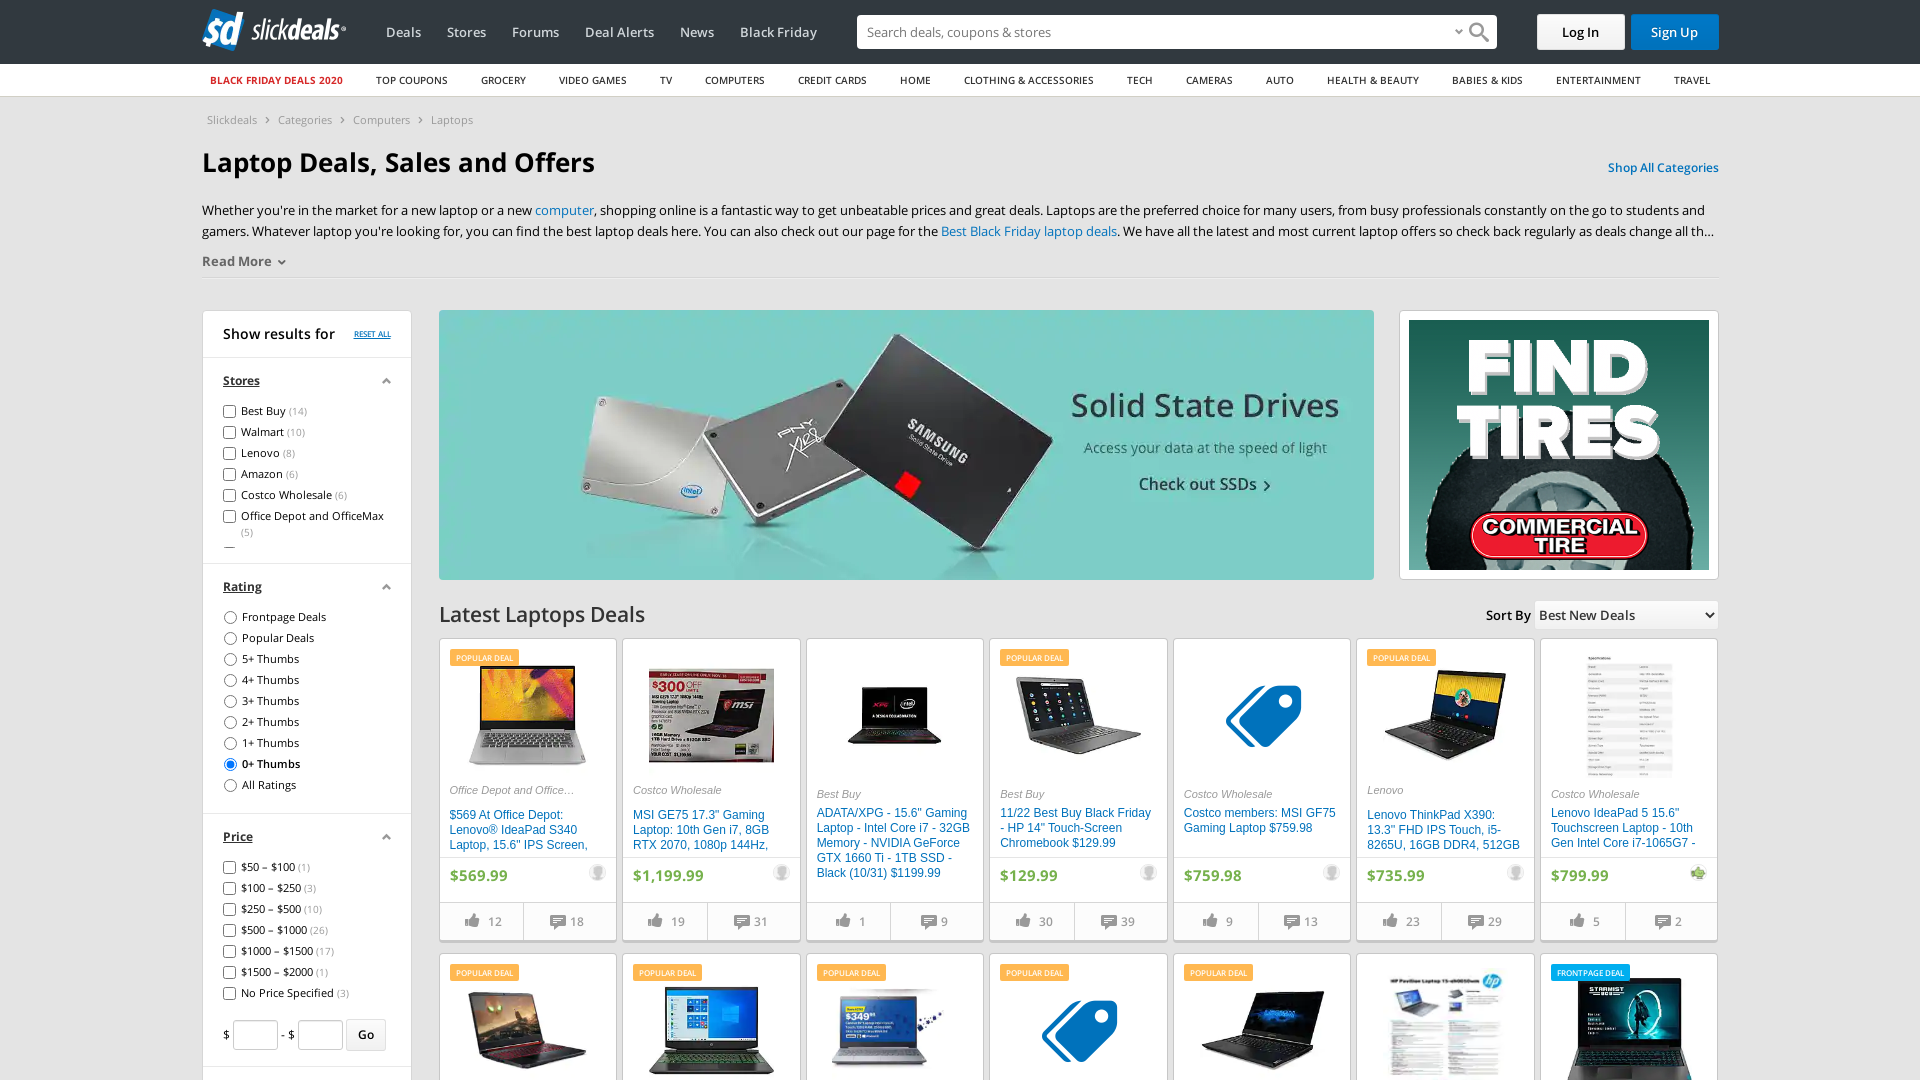 slickdeals
Deals
Stores
Forums
Deal Alerts
News
Black Friday
Search deals, coupons & stores
Log In
Sign Up
BLACK FRIDAY DEALS 2020
TOP COUPONS
GROCERY
VIDEO GAMES
TV
COMPUTERS
CREDIT CARDS
HOME
CLOTHING & ACCESSORIES
TECH
CAMERAS
AUTO
HEALTH & BEAUTY
BABIES & KIDS
ENTERTAINMENT
TRAVEL
Slickdeals > Categories > Computers > Laptops
Laptop Deals, Sales and Offers
Shop All Categories
Whether you're in the market for a new laptop or a new computer, shopping online is a fantastic way to get unbeatable prices and great deals. Laptops are the preferred choice for many users, from busy professionals constantly on the go to students and
gamers. Whatever laptop you're looking for, you can find the best laptop deals here. You can also check out our page for the Best Black Friday laptop deals. We have all the latest and most current laptop offers so check back regularly as deals change all th…
Read More
Show results for
RESET ALL
Stores
Best Buy (14)
Walmart (10)
Lenovo (8)
Amazon (6)
Costco Wholesale (6)
Office Depot and OfficeMax
(5)
Rating
Frontpage Deals
Popular Deals
5+ Thumbs
4+ Thumbs
3+ Thumbs
2+ Thumbs
1+ Thumbs
0+ Thumbs
All Ratings
Price
$50 – $100 (1)
$100 – $250 (3)
$250 – $500 (10)
$500 – $1000 (26)
$1000 – $1500 (17)
$1500 – $2000 (1)
No Price Specified (3)
$ - $ Go
intel
PNY
XLR8
SAMSUNG
Solid State Drive
Solid State Drives
Access your data at the speed of light
Check out SSDs >
FIND
TIRES
COMMERCIAL
TIRE
Latest Laptops Deals
Sort By Best New Deals
POPULAR DEAL
Office Depot and Office…
$569 At Office Depot:
Lenovo® IdeaPad S340
Laptop, 15.6" IPS Screen,
$569.99
12
18
$300 OFF
msi
Costco Wholesale
MSI GE75 17.3" Gaming
Laptop: 10th Gen i7, 8GB
RTX 2070, 1080p 144Hz,
$1,199.99
19
31
XPG
intel
A DESIGN COLLABORATION
Best Buy
ADATA/XPG - 15.6" Gaming
Laptop - Intel Core i7 - 32GB
Memory - NVIDIA GeForce
GTX 1660 Ti - 1TB SSD -
Black (10/31) $1199.99
1
9
POPULAR DEAL
Best Buy
11/22 Best Buy Black Friday
- HP 14" Touch-Screen
Chromebook $129.99
$129.99
30
39
Costco Wholesale
Costco members: MSI GF75
Gaming Laptop $759.98
$759.98
9
13
POPULAR DEAL
Lenovo
Lenovo ThinkPad X390:
13.3" FHD IPS Touch, i5-
8265U, 16GB DDR4, 512GB
$735.99
23
29
Specifications
Costco Wholesale
Lenovo IdeaPad 5 15.6"
Touchscreen Laptop - 10th
Gen Intel Core i7-1065G7 -
$799.99
5
2
POPULAR DEAL
POPULAR DEAL
POPULAR DEAL
$349
POPULAR DEAL
POPULAR DEAL
LEGION
hp
FRONTPAGE DEAL
STARMIST